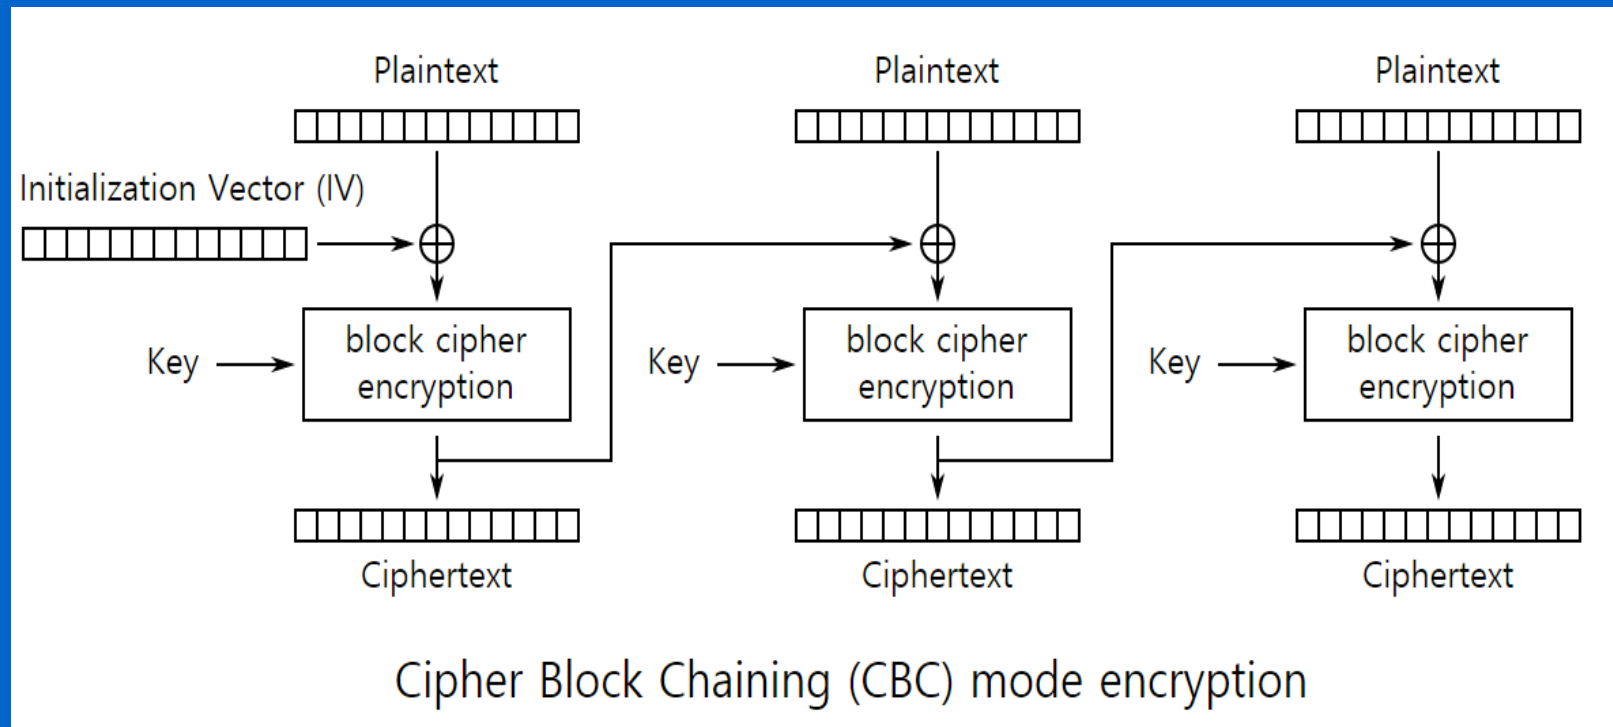 Plaintext
Plaintext
Plaintext
Initialization Vector (IV)
Key
block cipher
encryption
Key
block cipher
encryption
Key
block cipher
encryption
Ciphertext
Ciphertext
Ciphertext
Cipher Block Chaining (CBC) mode encryption